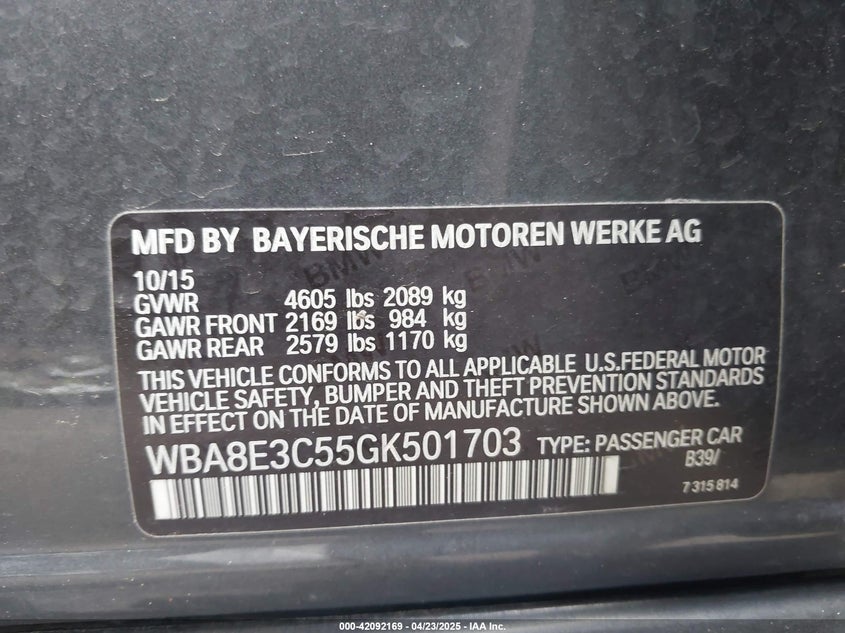 MFD BY BAYERISCHE MOTOREN WERKE AG
10/15
GVWR 4605 lbs 2089 kg
GAWR FRONT 2169 lbs 984 kg
GAWR REAR 2579 lbs 1170 kg
THIS VEHICLE CONFORMS TO ALL APPLICABLE U.S.FEDERAL MOTOR
VEHICLE SAFETY, BUMPER AND THEFT PREVENTION STANDARDS
IN EFFECT ON THE DATE OF MANUFACTURE SHOWN ABOVE.
WBA8E3C55GK501703 TYPE: PASSENGER CAR
B39/
7 315 814
000-42092169 - 04/23/2025 - IAA Inc.